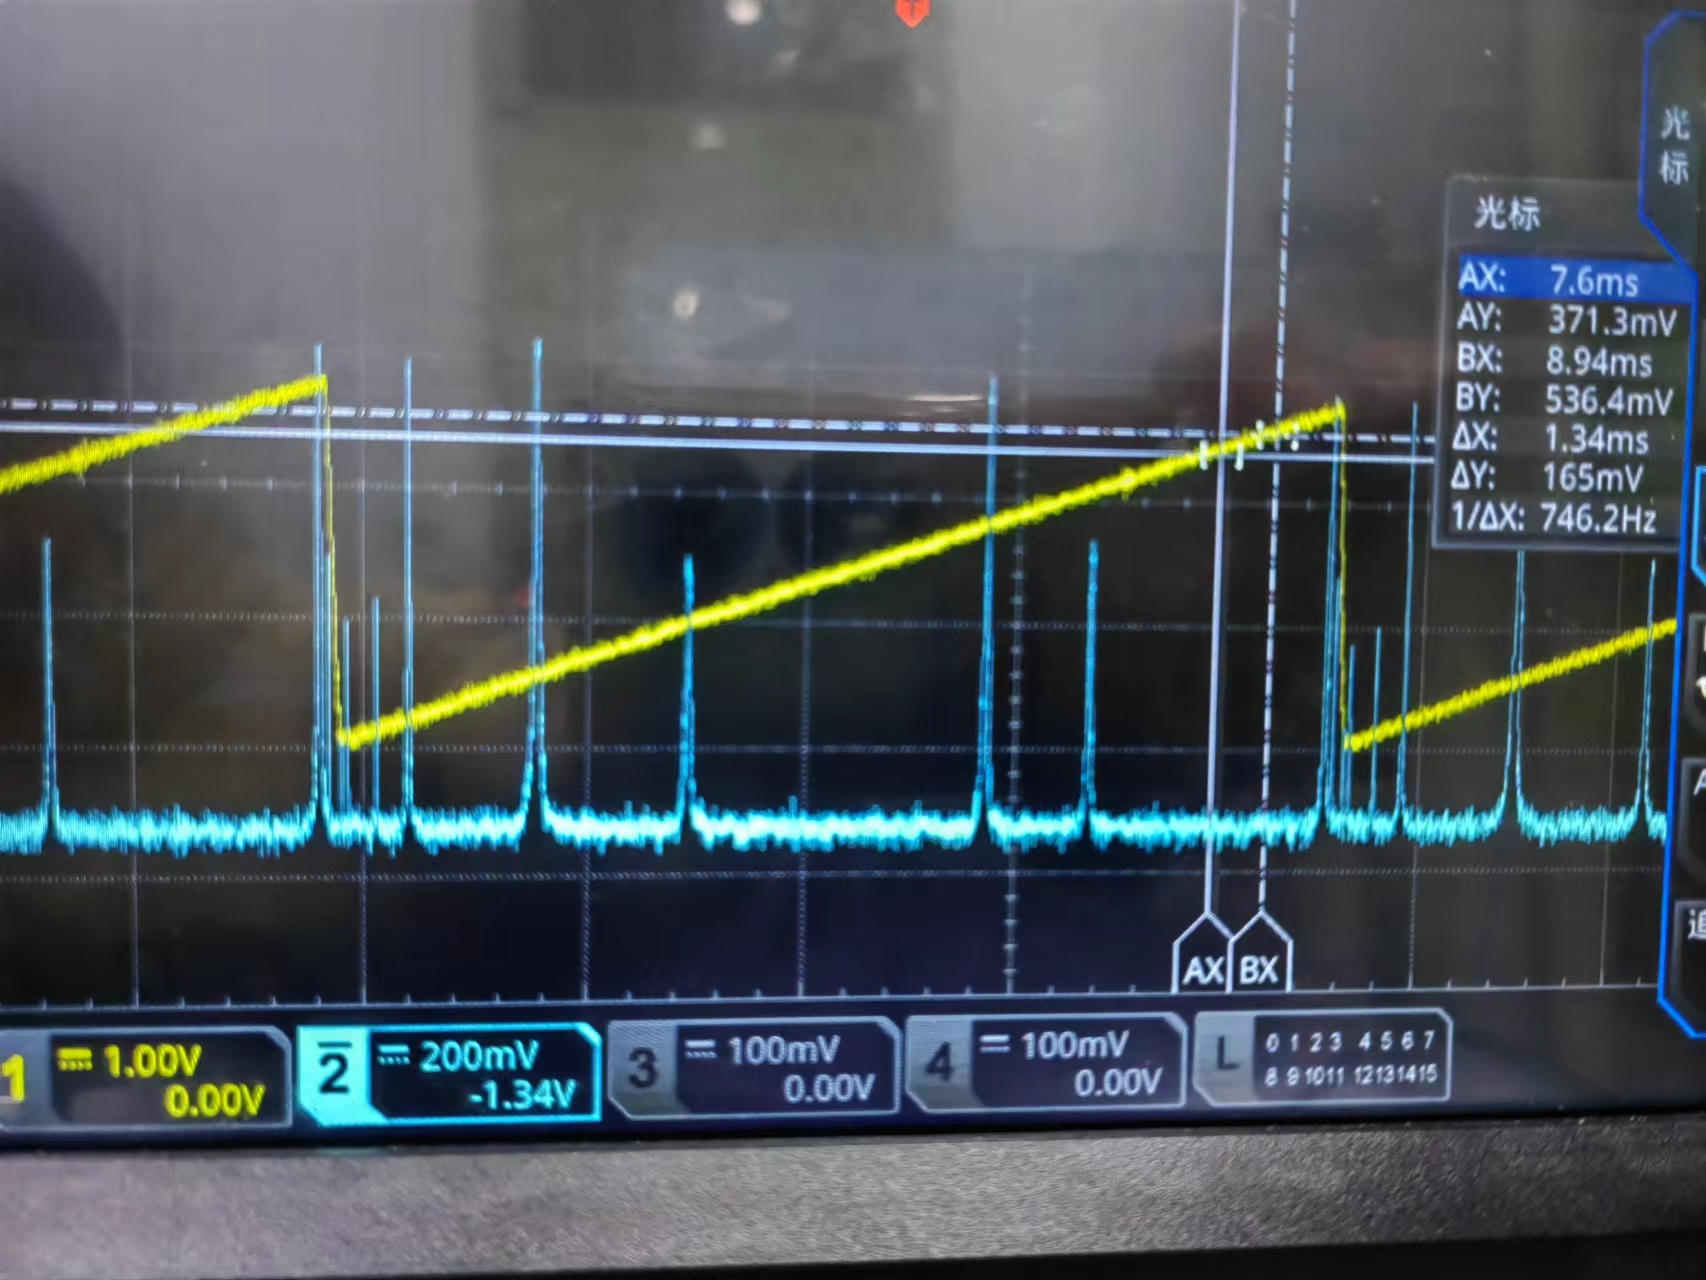 T
光
标
光标
AX: 7.6ms
AY: 371.3mV
BX: 8.94ms
BY: 536.4mV
ΔX: 1.34ms
ΔY: 165mV
1/ΔX: 746.2Hz
A
追
AX BX
1 1.00V
0.00V
2 200mV
-1.34V
3 100mV
0.00V
4 100mV
0.00V
L 0 1 2 3 4 5 6 7
8 9 10 11 12 13 14 15